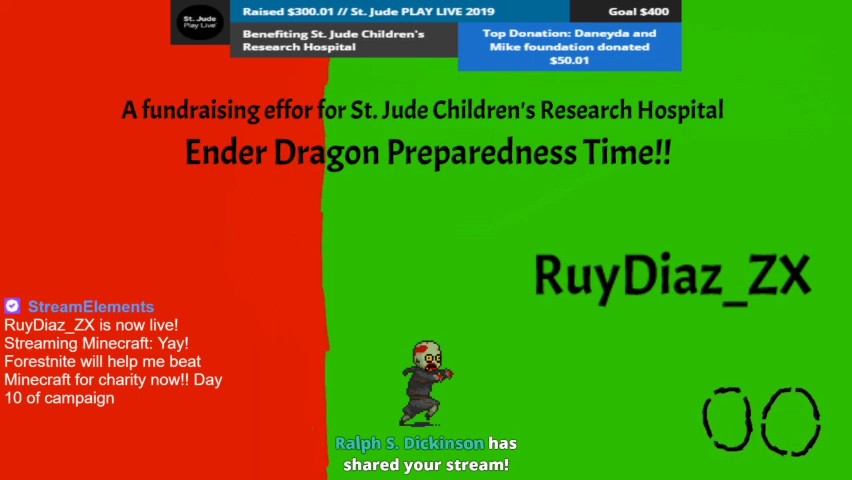 St. Jude
Play Live
Raised $300.01 // St. Jude PLAY LIVE 2019
Goal $400
Benefiting St. Jude Children's
Research Hospital
Top Donation: Daneyda and
Mike foundation donated
$50.01
A fundraising effor for St. Jude Children's Research Hospital
Ender Dragon Preparedness Time!!
RuyDiaz_ZX
StreamElements
RuyDiaz_ZX is now live!
Streaming Minecraft: Yay!
Forestnite will help me beat
Minecraft for charity now!! Day
10 of campaign
00
Ralph S. Dickinson has
shared your stream!